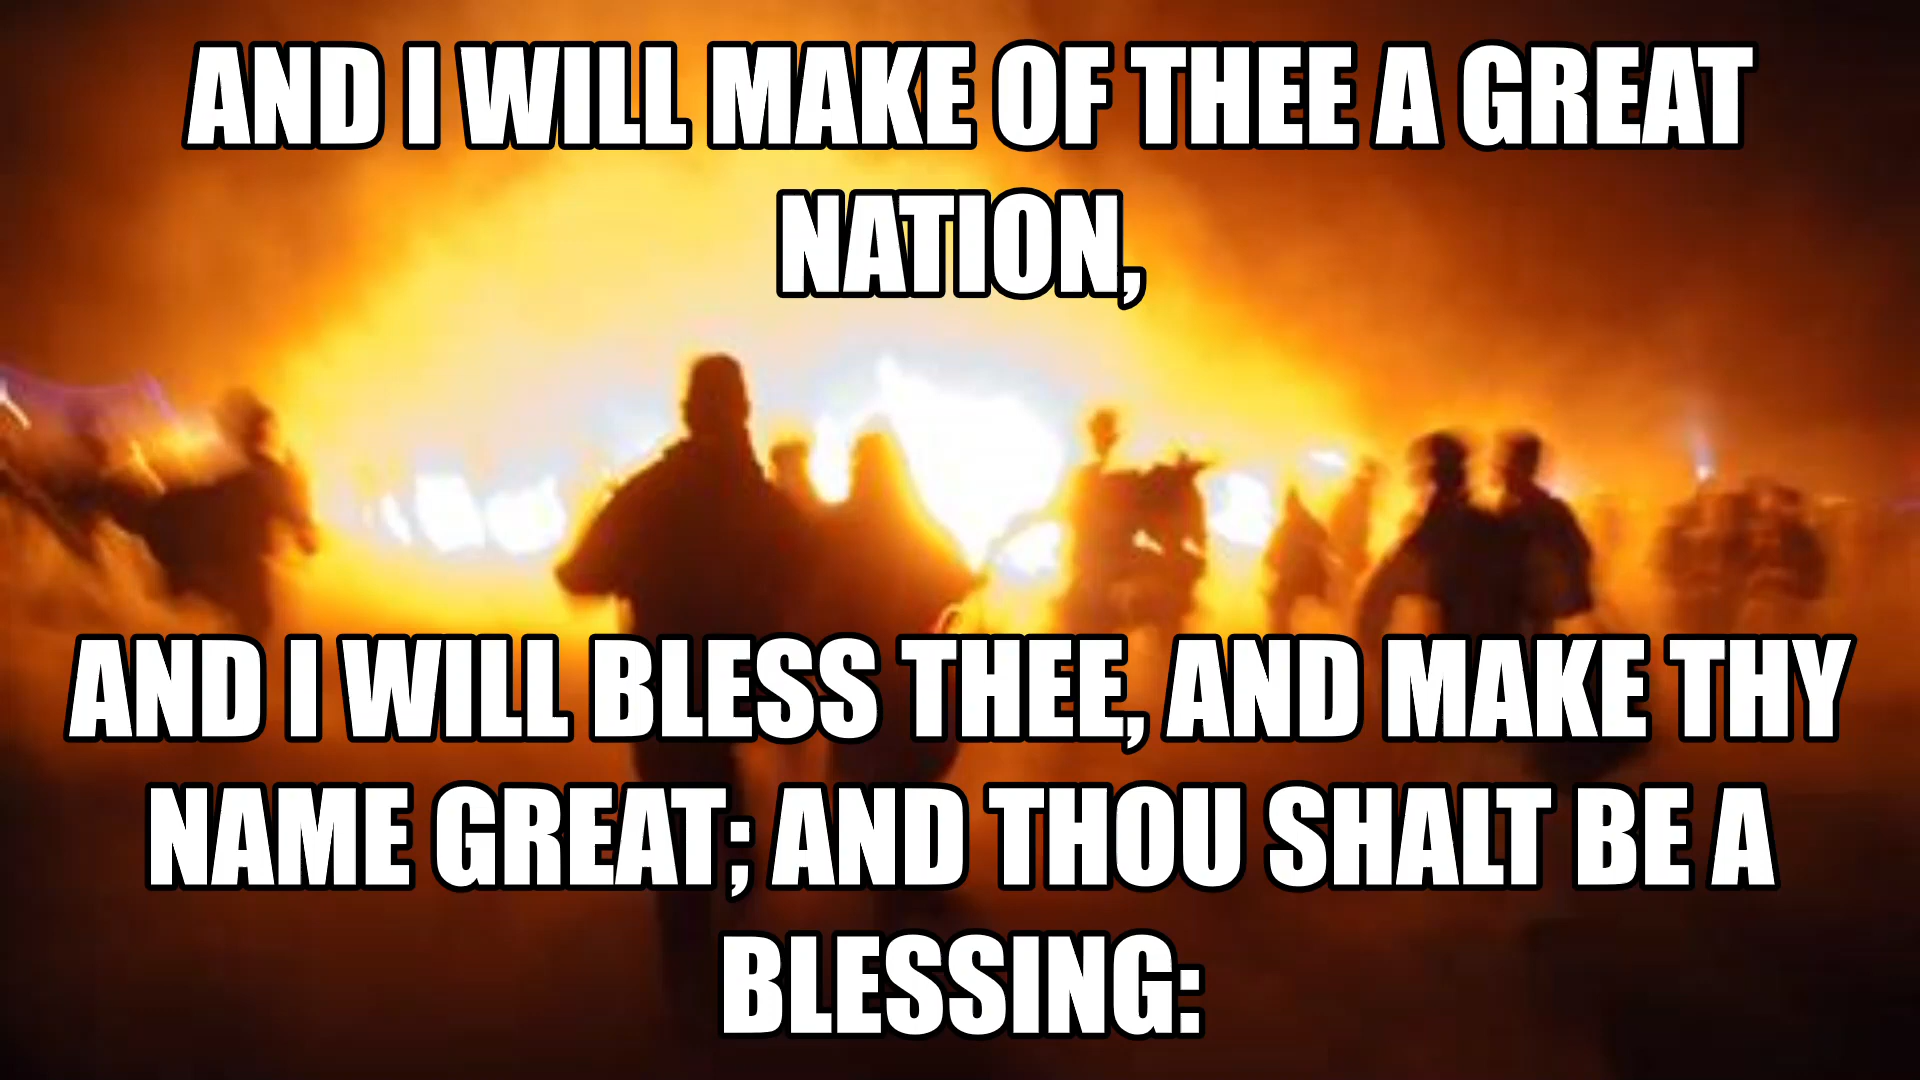 AND I WILL MAKE OF THEE A GREAT
NATION,
AND I WILL BLESS THEE, AND MAKE THY
NAME GREAT; AND THOU SHALT BE A
BLESSING: